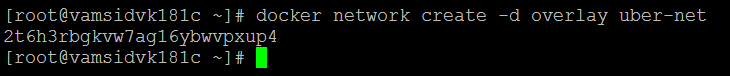 [root@vamsidvk181c ~]# docker network create -d overlay uber-net
2t6h3rbgkvw7ag16ybwvpxup4
[root@vamsidvk181c ~]#